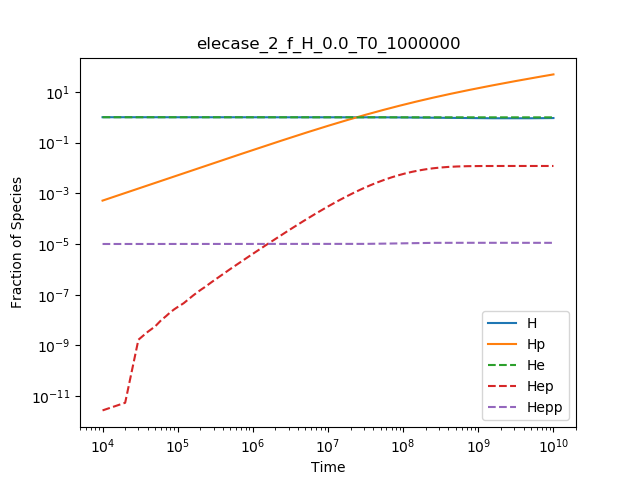 elecase_2_f_H_0.0_T0_1000000
Fraction of Species
10^1
10^-1
10^-3
10^-5
10^-7
10^-9
10^-11
H
Hp
He
Hep
Hepp
10^4 10^5 10^6 10^7 10^8 10^9 10^10
Time